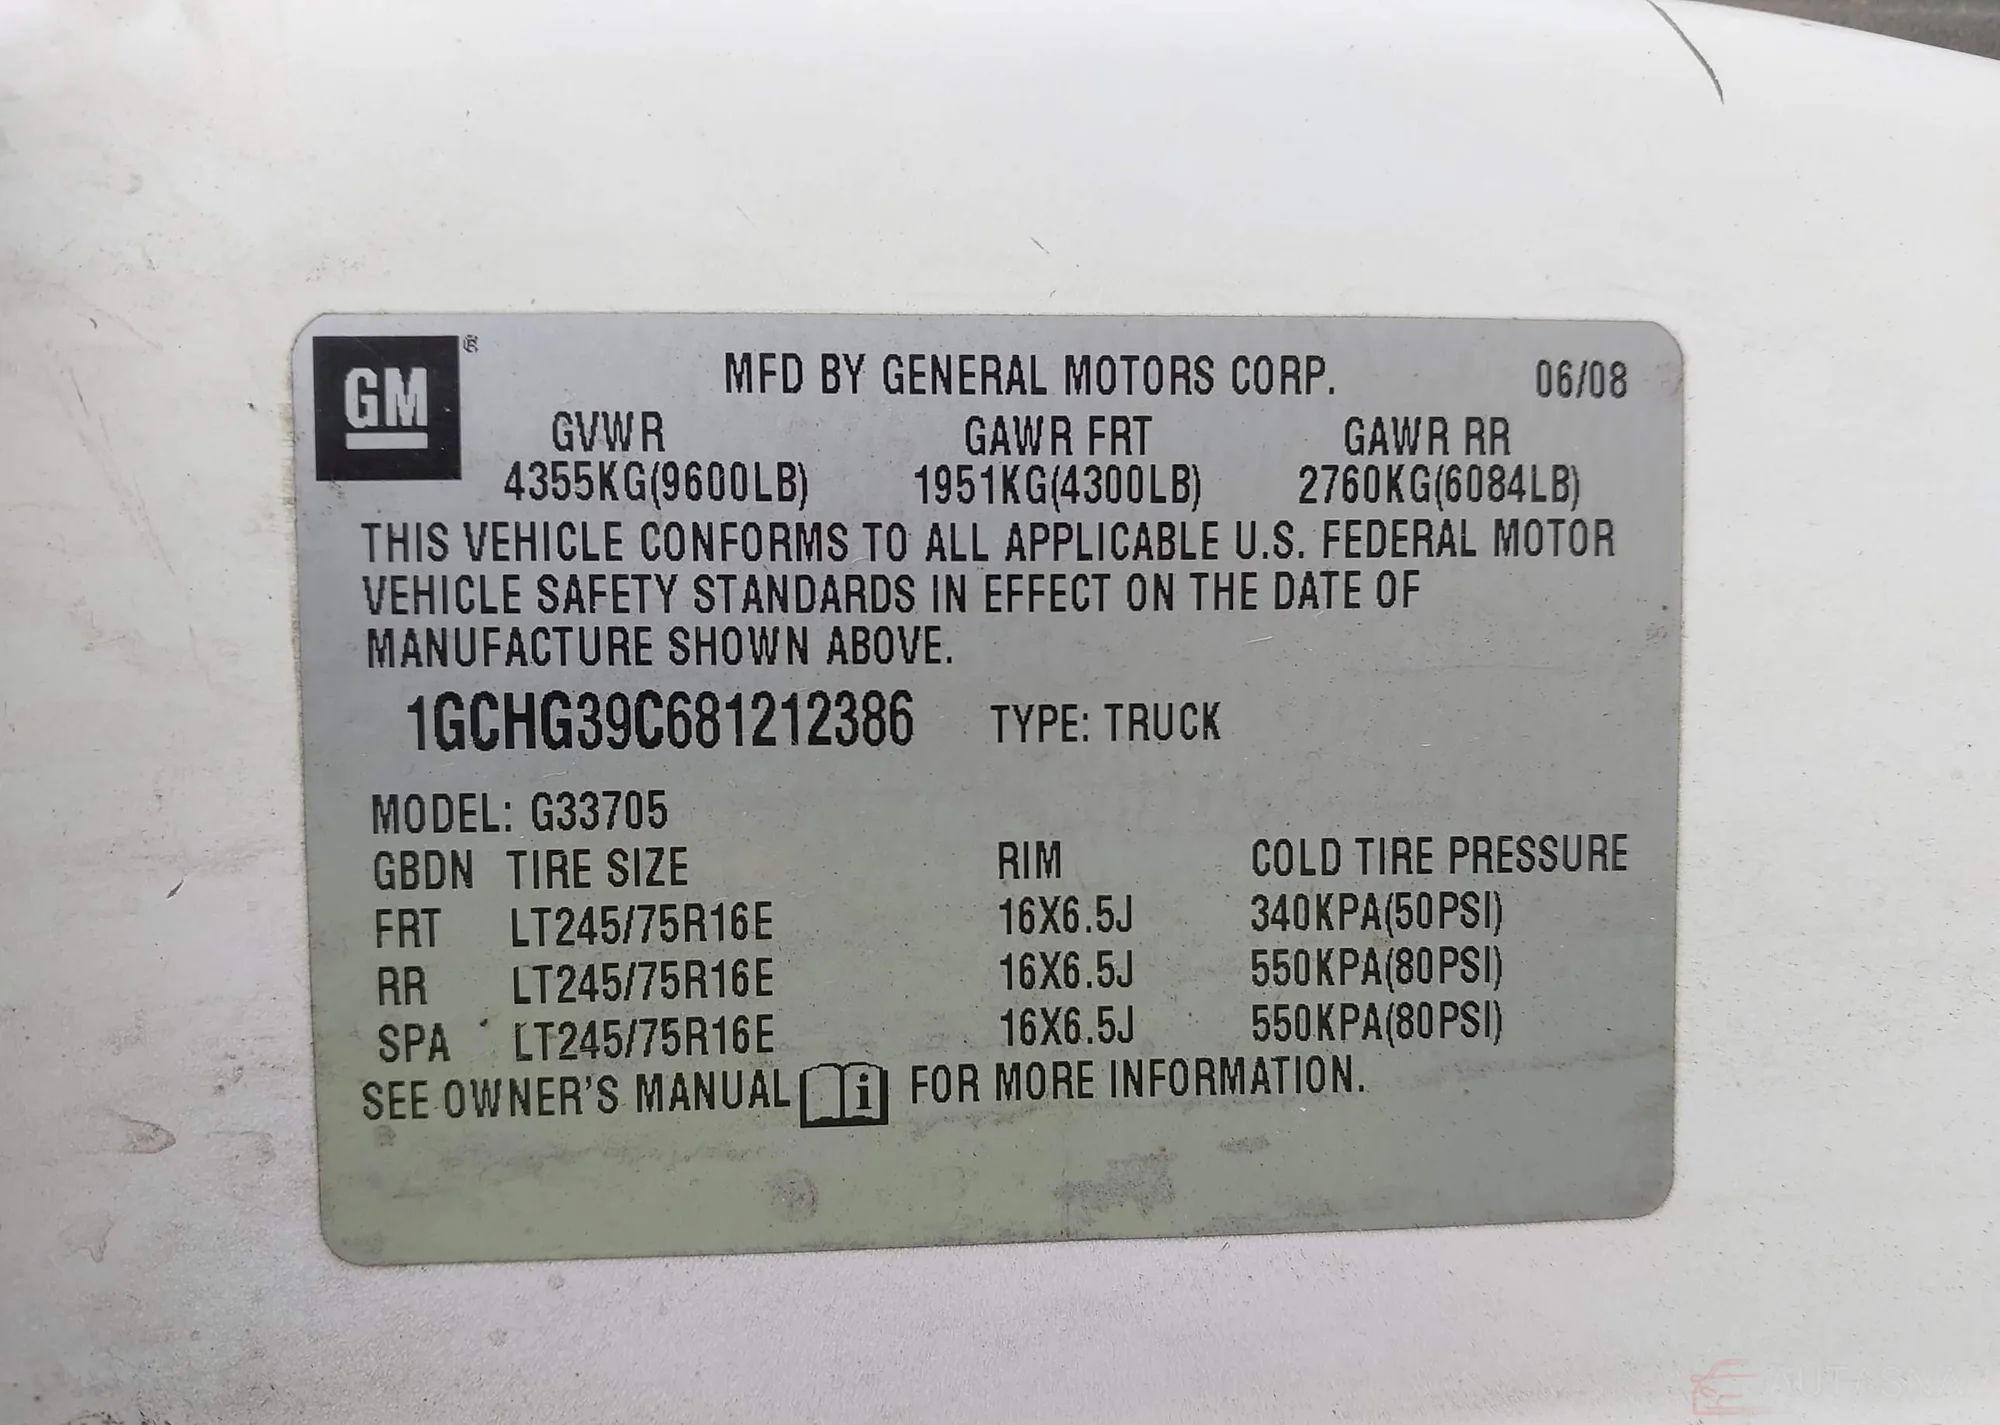 GM®
MFD BY GENERAL MOTORS CORP. 06/08
GVWR GAWR FRT GAWR RR
4355KG(9600LB) 1951KG(4300LB) 2760KG(6084LB)
THIS VEHICLE CONFORMS TO ALL APPLICABLE U.S. FEDERAL MOTOR
VEHICLE SAFETY STANDARDS IN EFFECT ON THE DATE OF
MANUFACTURE SHOWN ABOVE.
1GCHG39C681212386 TYPE: TRUCK
MODEL: G33705
GBDN TIRE SIZE RIM COLD TIRE PRESSURE
FRT LT245/75R16E 16X6.5J 340KPA(50PSI)
RR LT245/75R16E 16X6.5J 550KPA(80PSI)
SPA LT245/75R16E 16X6.5J 550KPA(80PSI)
SEE OWNER'S MANUAL i FOR MORE INFORMATION.